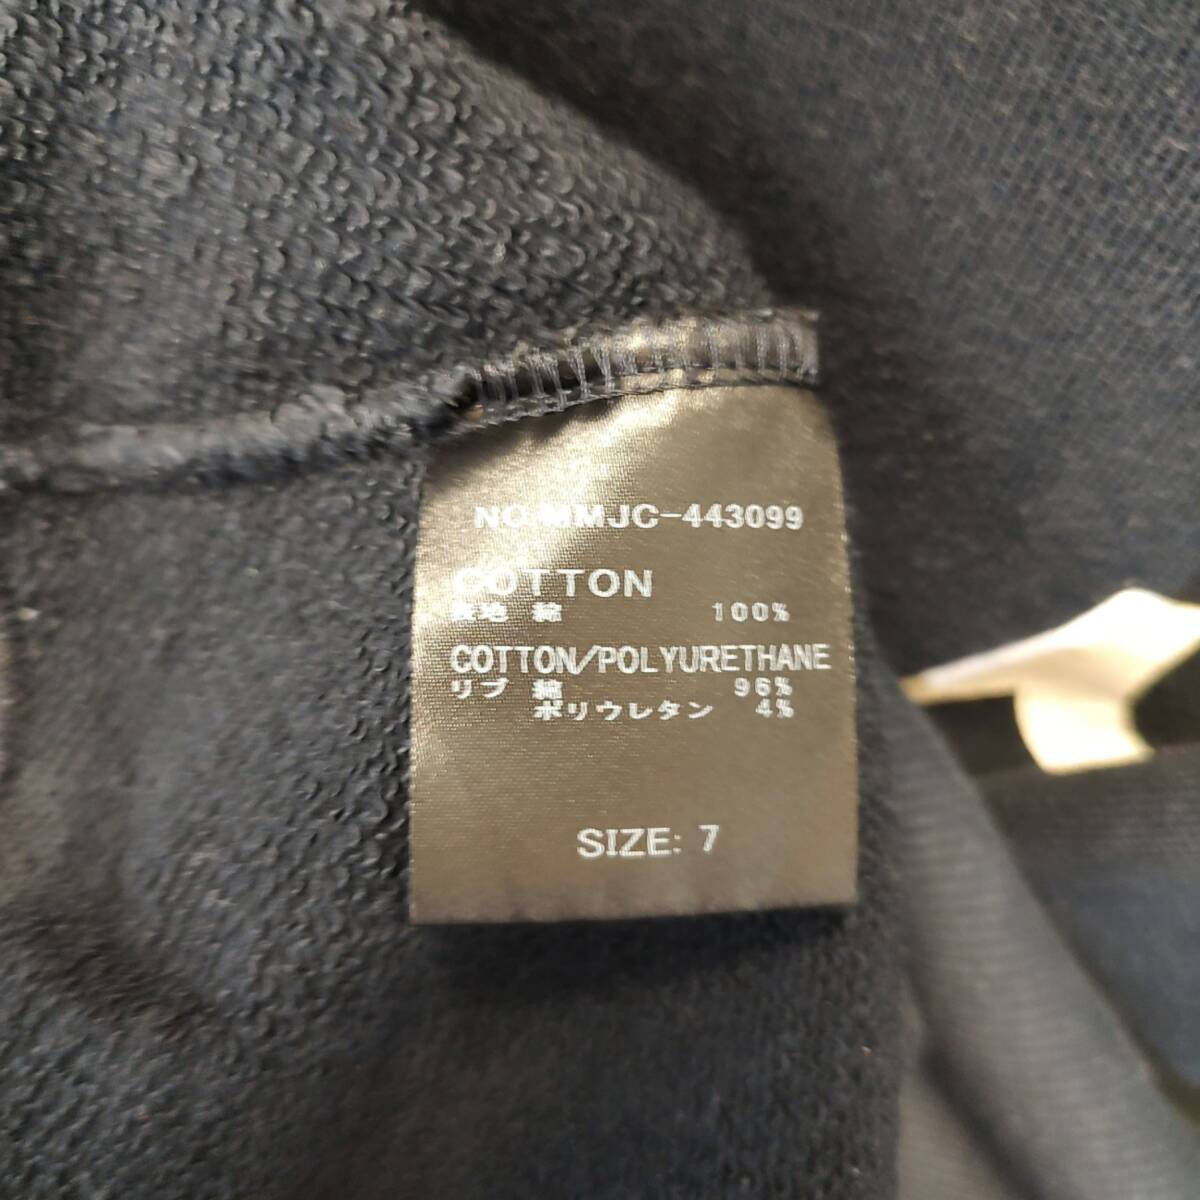 NO.MMJC-443099
COTTON
表地 綿 100%
COTTON/POLYURETHANE
リブ 綿 96%
ポリウレタン 4%
SIZE: 7